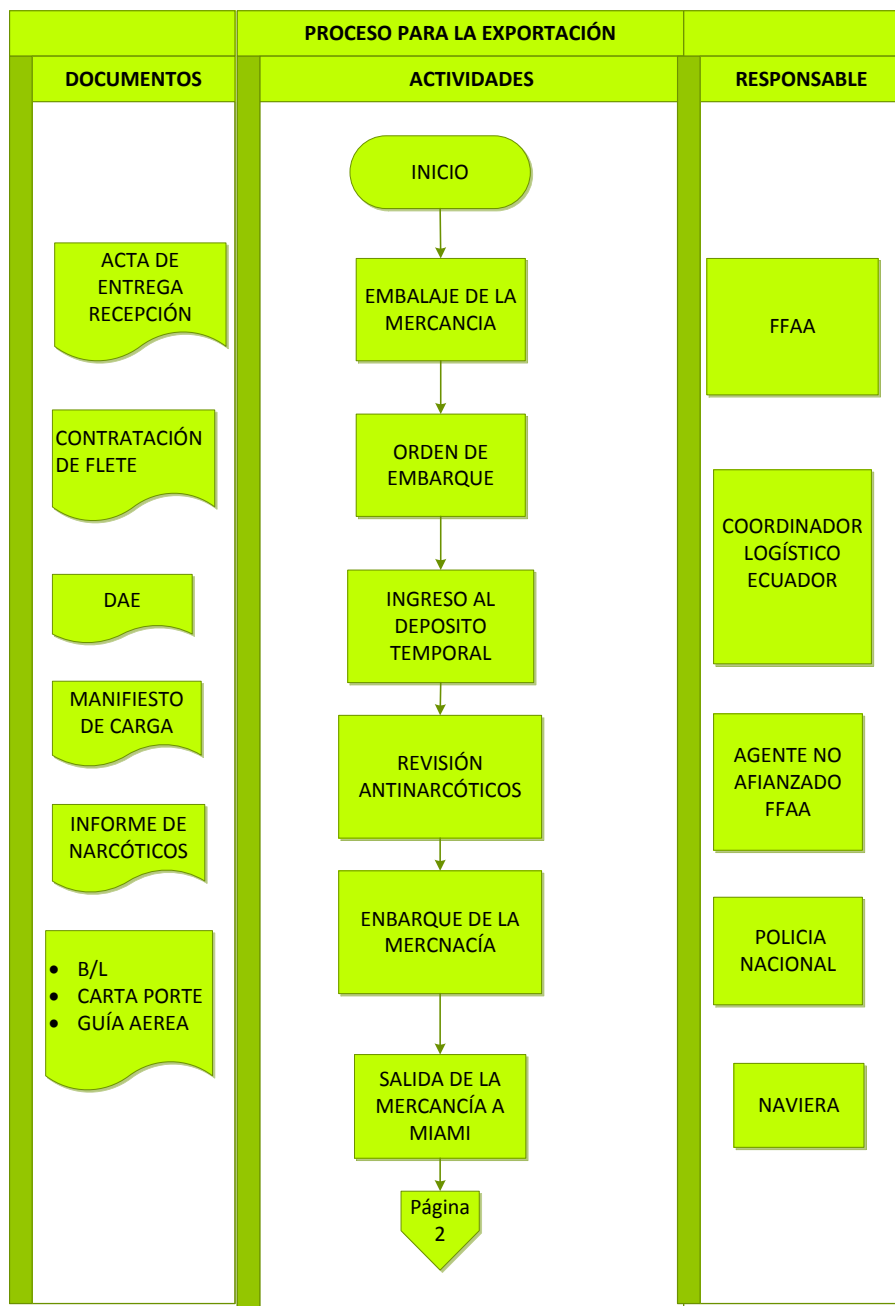 PROCESO PARA LA EXPORTACIÓN
DOCUMENTOS
ACTIVIDADES
RESPONSABLE
INICIO
ACTA DE
ENTREGA
RECEPCIÓN
EMBALAJE DE LA
MERCANCIA
FFAA
CONTRATACIÓN
DE FLETE
ORDEN DE
EMBARQUE
COORDINADOR
LOGÍSTICO
ECUADOR
DAE
INGRESO AL
DEPOSITO
TEMPORAL
MANIFIESTO
DE CARGA
REVISIÓN
ANTINARCÓTICOS
AGENTE NO
AFIANZADO
FFAA
INFORME DE
NARCÓTICOS
ENBARQUE DE LA
MERCNACÍA
POLICIA
NACIONAL
• B/L
• CARTA PORTE
• GUÍA AEREA
SALIDA DE LA
MERCANCÍA A
MIAMI
NAVIERA
Página
2